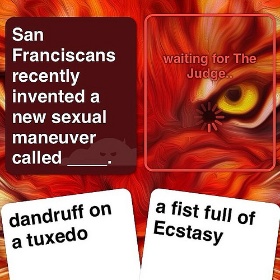 San
Franciscans
recently
invented a
new sexual
maneuver
called _____.
waiting for The
Judge..
dandruff on
a tuxedo
a fist full of
Ecstasy